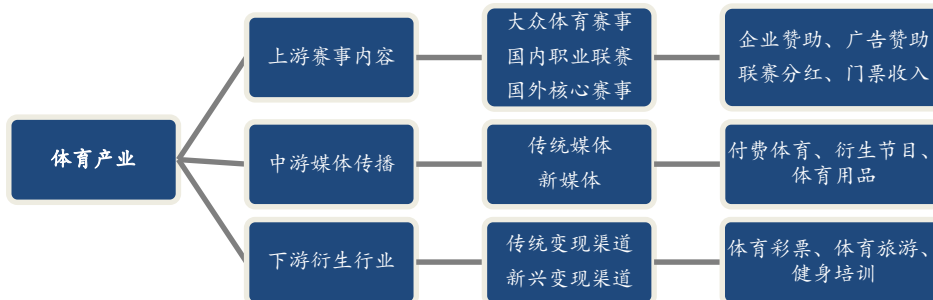 体育产业
上游赛事内容
大众体育赛事
国内职业联赛
国外核心赛事
企业赞助、广告赞助
联赛分红、门票收入
中游媒体传播
传统媒体
新媒体
付费体育、衍生节目、
体育用品
下游衍生行业
传统变现渠道
新兴变现渠道
体育彩票、体育旅游、
健身培训